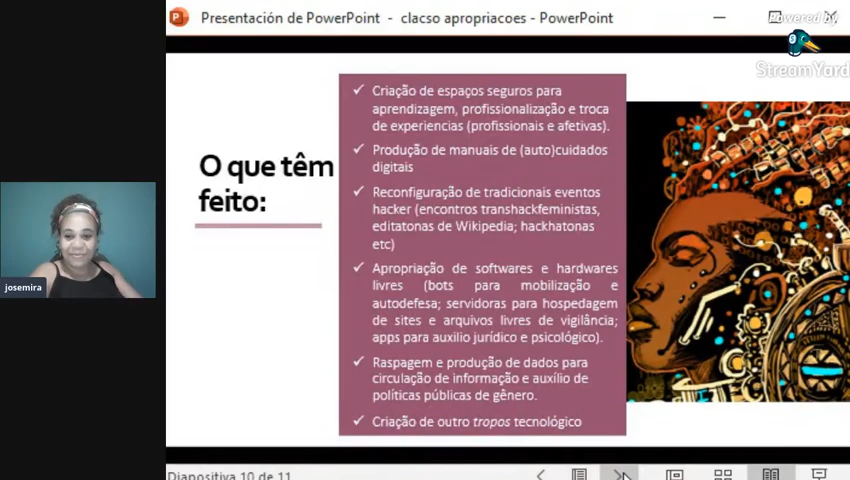 Presentación de PowerPoint - clacso apropriacoes - PowerPoint
Powered by
StreamYard
O que têm
feito:
✓ Criação de espaços seguros para
aprendizagem, profissionalização e troca
de experiencias (profissionais e afetivas).
✓ Produção de manuais de (auto)cuidados
digitais
✓ Reconfiguração de tradicionais eventos
hacker (encontros transhackfeministas,
editatonas de Wikipedia; hackhatonas
etc)
✓ Apropriação de softwares e hardwares
livres (bots para mobilização e
autodefesa; servidoras para hospedagem
de sites e arquivos livres de vigilância;
apps para auxilio jurídico e psicológico).
✓ Raspagem e produção de dados para
circulação de informação e auxílio de
políticas públicas de gênero.
✓ Criação de outro tropos tecnológico
josemira
Diapositiva 10 de 11